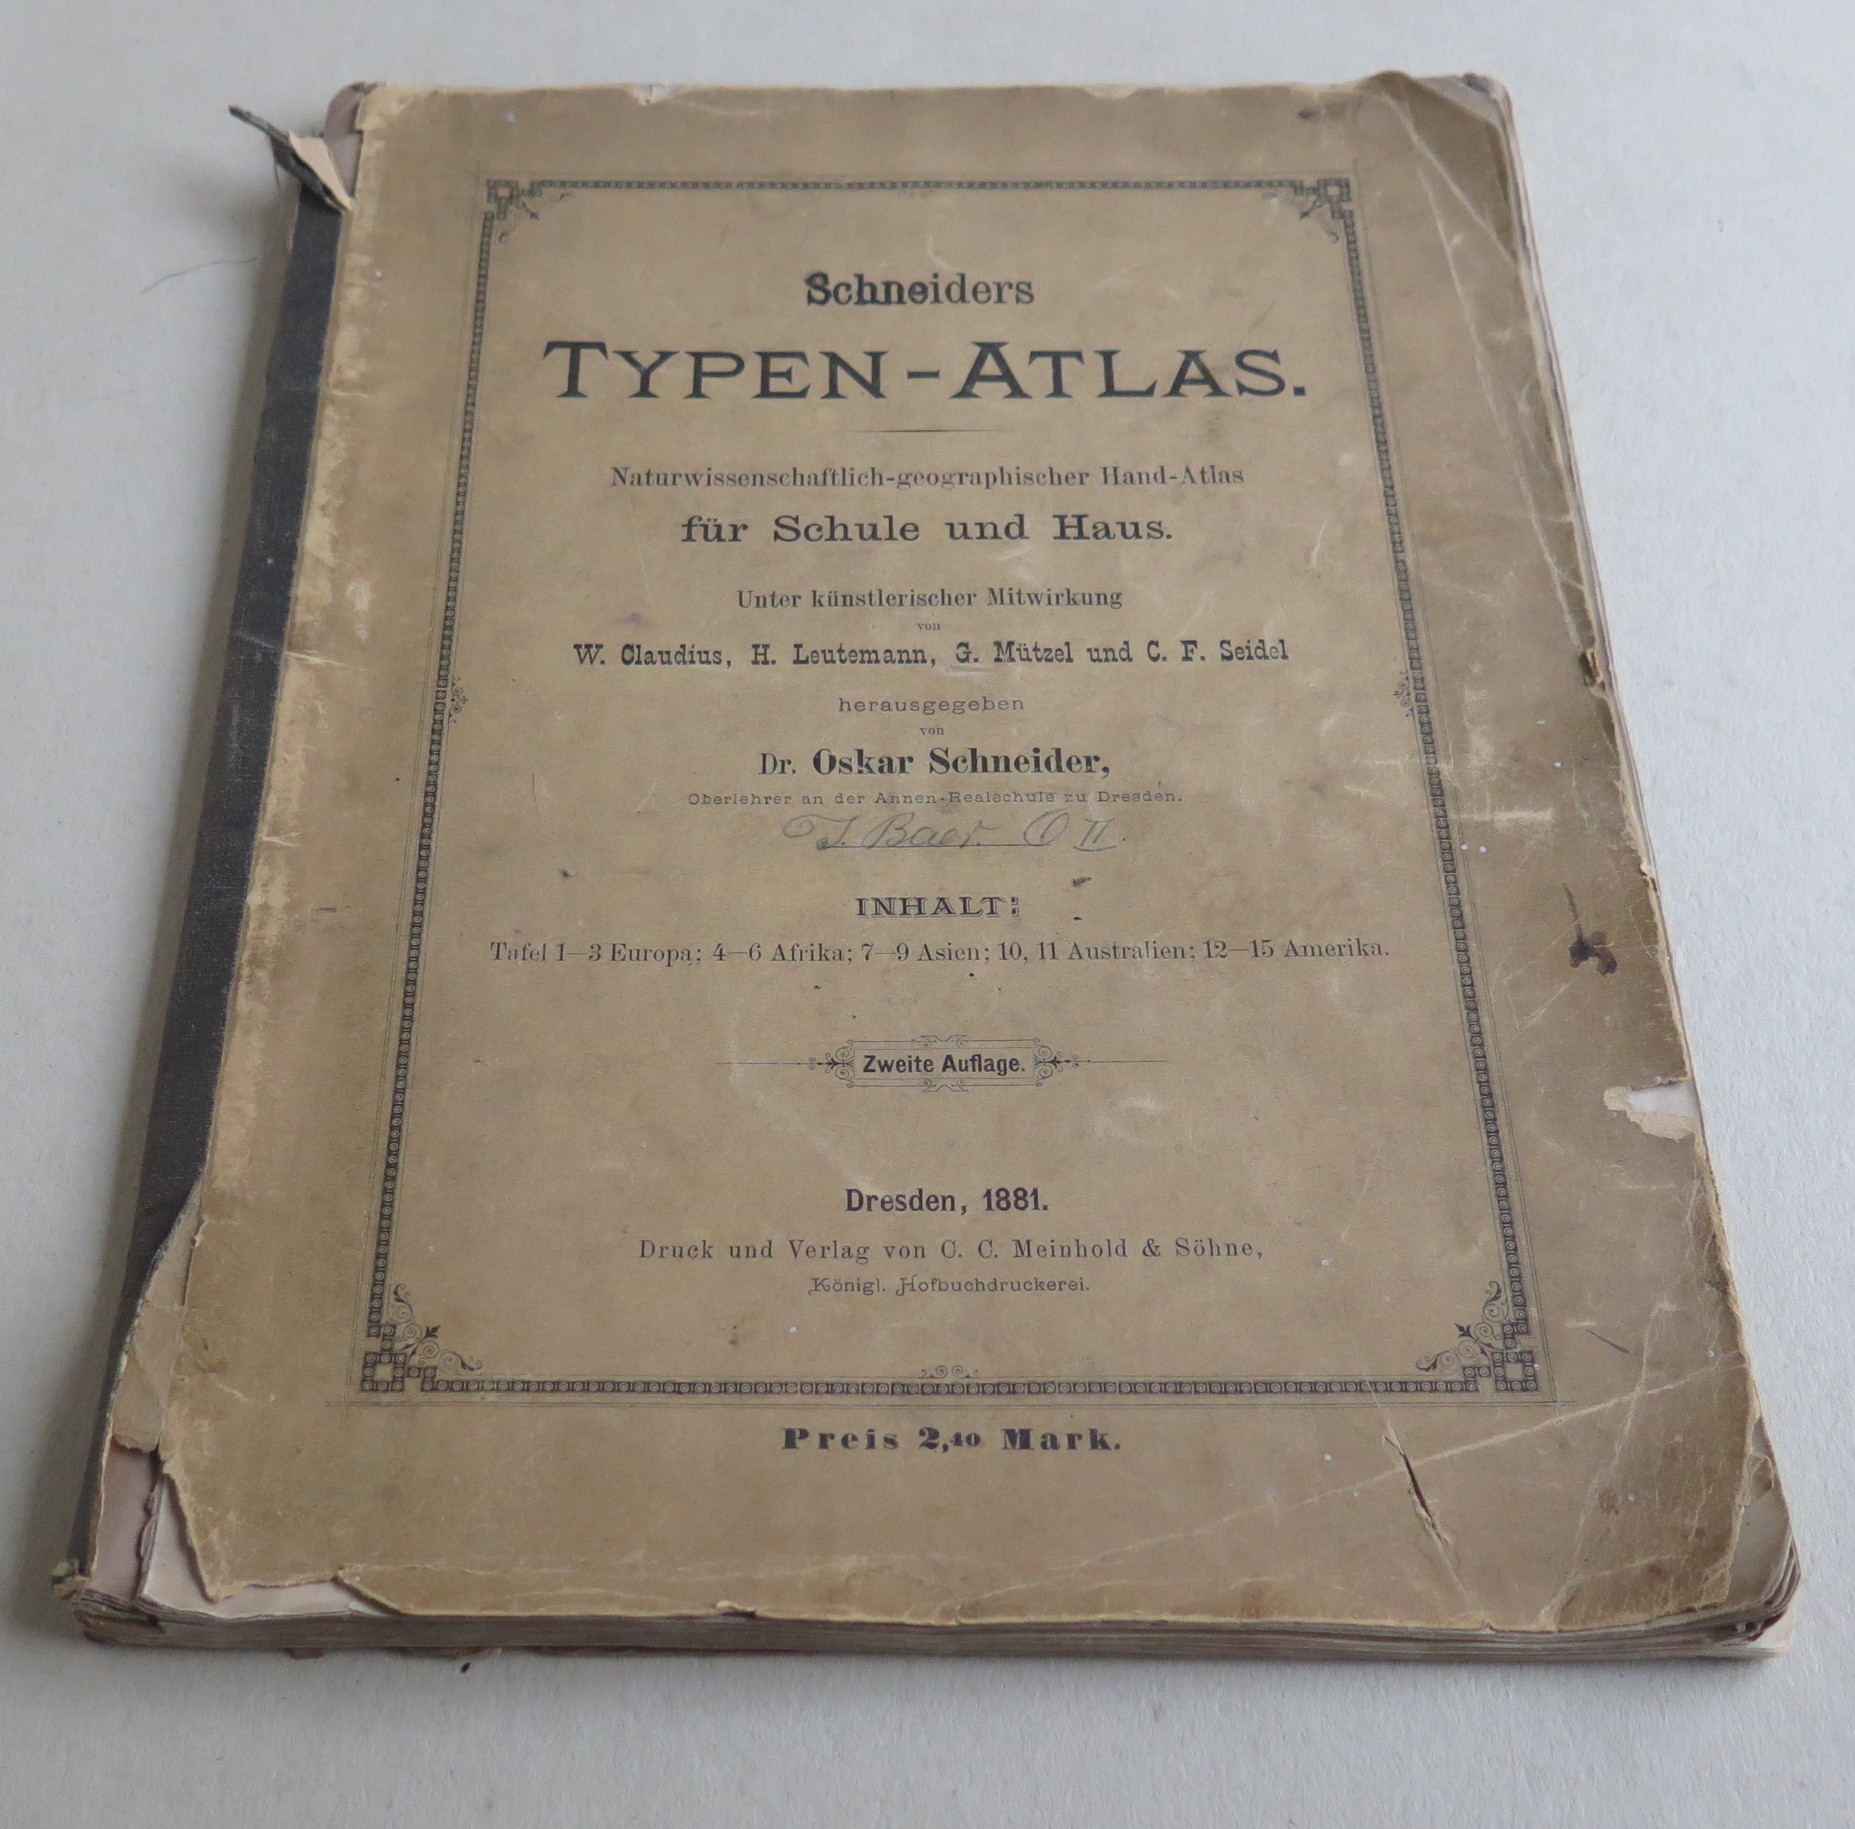 Schneiders
TYPEN-ATLAS.
Naturwissenschaftlich-geographischer Hand-Atlas
für Schule und Haus.
Unter künstlerischer Mitwirkung
von
W. Claudius, H. Leutemann, G. Mützel und C. F. Seidel
herausgegeben
von
Dr. Oskar Schneider,
Oberlehrer an der Annen-Realschule zu Dresden.
Baer. O II.
INHALT:
Tafel 1—3 Europa; 4—6 Afrika; 7—9 Asien; 10, 11 Australien; 12—15 Amerika.
Zweite Auflage.
Dresden, 1881.
Druck und Verlag von C. C. Meinhold & Söhne,
Königl. Hofbuchdruckerei.
Preis 2,40 Mark.